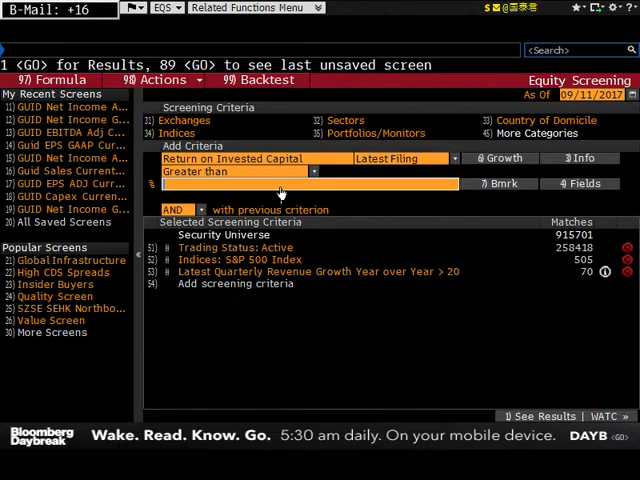 B-Mail: +16
EQS
Related Functions Menu
@国泰君
<Search>
1 <GO> for Results, 89 <GO> to see last unsaved screen
97) Formula
98) Actions
99) Backtest
Equity Screening
My Recent Screens
Screening Criteria
As Of 09/11/2017
11) GUID Net Income A...
12) GUID Net Income G...
13) GUID EBITDA Adj C...
14) Guid EPS GAAP Cur...
15) GUID Net Income A...
16) Guid Sales Current...
17) GUID EPS ADJ Curr...
18) GUID Capex Curren...
19) GUID Net Income G...
20) All Saved Screens
31) Exchanges
32) Sectors
33) Country of Domicile
34) Indices
35) Portfolios/Monitors
45) More Categories
Add Criteria
Return on Invested Capital
Latest Filing
6) Growth
3) Info
Greater than
7) Bmrk
4) Fields
AND with previous criterion
Selected Screening Criteria
Matches
Security Universe
915701
51) Trading Status: Active
258418
52) Indices: S&P 500 Index
505
53) Latest Quarterly Revenue Growth Year over Year > 20
70
54) Add screening criteria
Popular Screens
21) Global Infrastructure
22) High CDS Spreads
23) Insider Buyers
24) Quality Screen
25) SZSE SEHK Northbo...
26) Value Screen
30) More Screens
1) See Results
WATC »
Bloomberg
Daybreak
Wake. Read. Know. Go. 5:30 am daily. On your mobile device.
DAYB <GO>